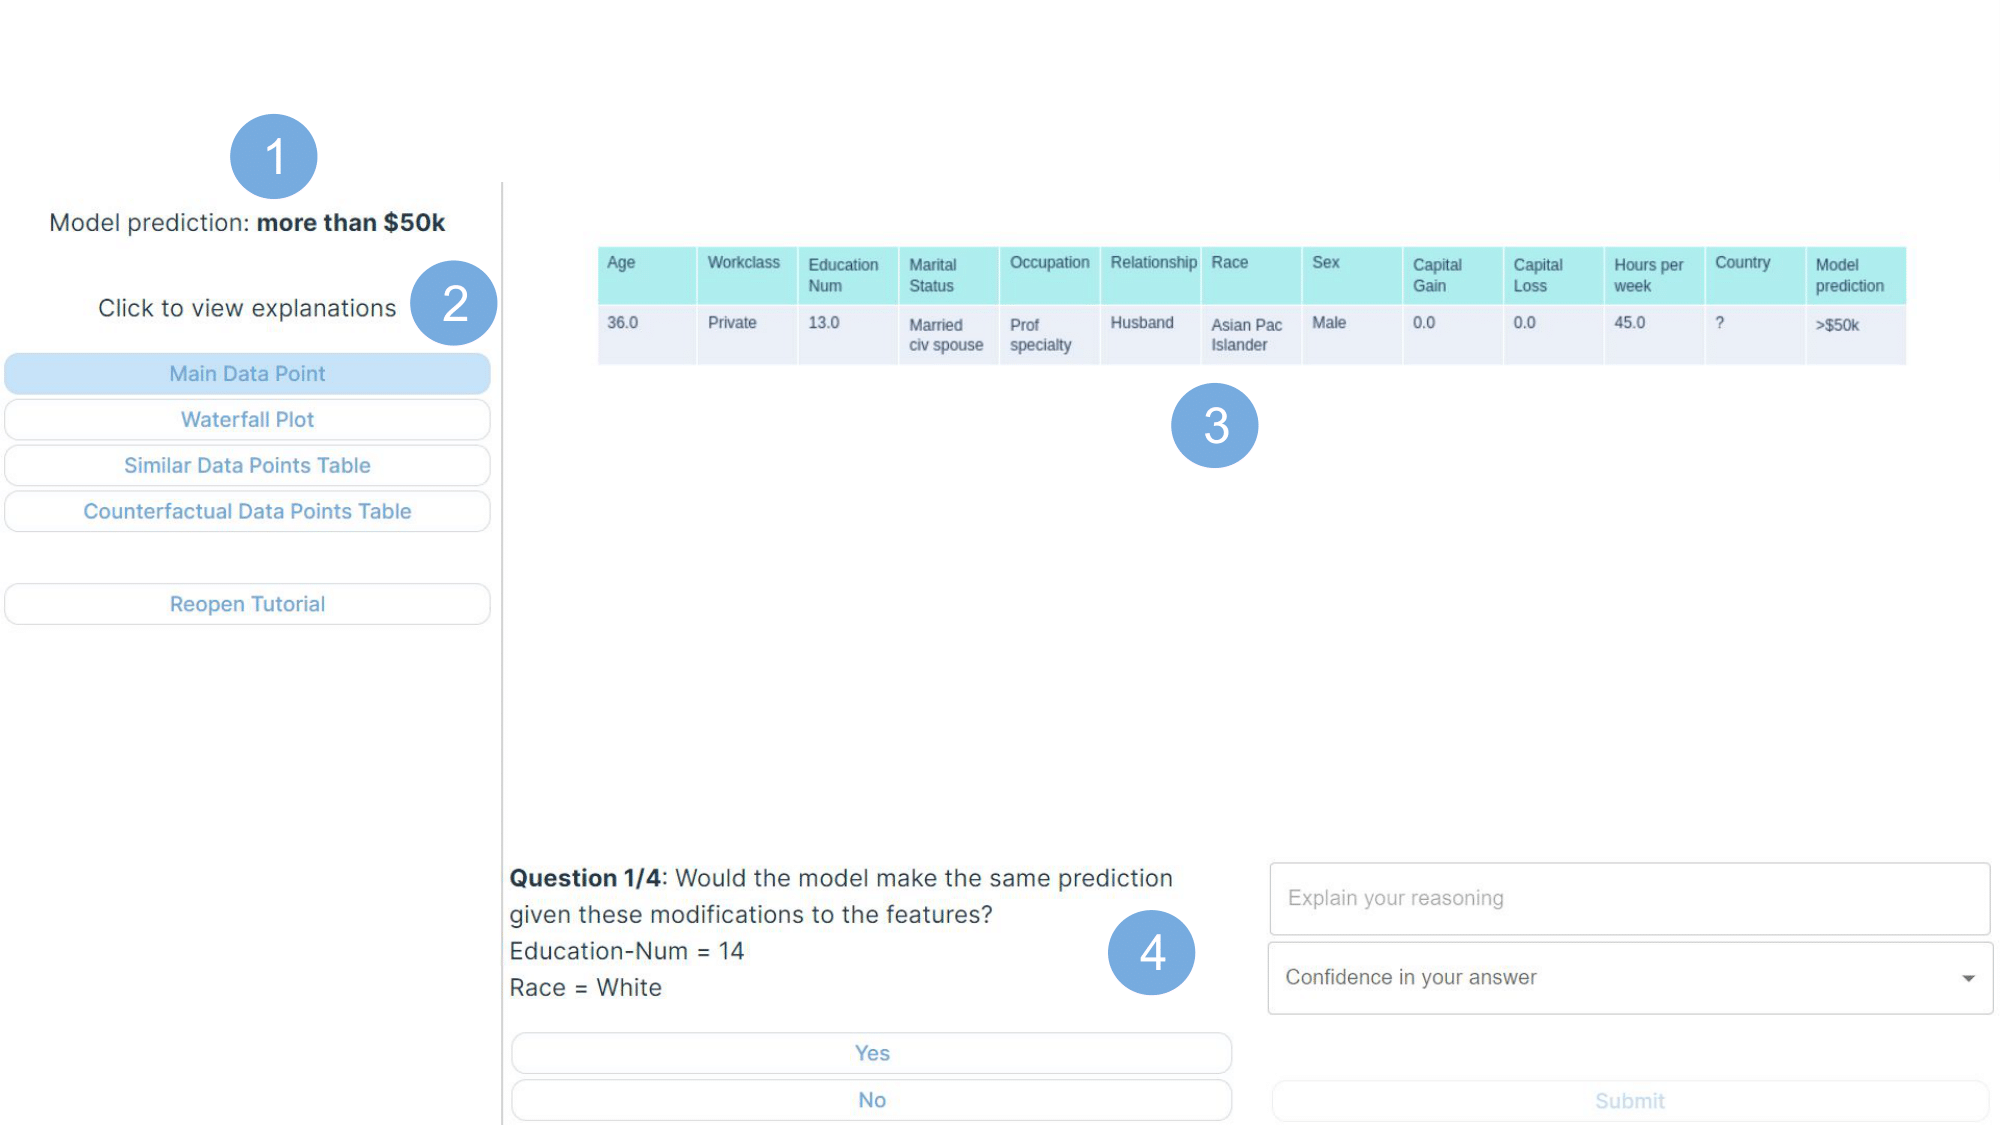 1
Model prediction: more than $50k
2
Click to view explanations
Main Data Point
Waterfall Plot
Similar Data Points Table
Counterfactual Data Points Table
Reopen Tutorial
Age Workclass Education Num Marital Status Occupation Relationship Race Sex Capital Gain Capital Loss Hours per week Country Model prediction
36.0 Private 13.0 Married civ spouse Prof specialty Husband Asian Pac Islander Male 0.0 0.0 45.0 ? >$50k
3
Question 1/4: Would the model make the same prediction
given these modifications to the features?
Education-Num = 14
Race = White
4
Yes
No
Explain your reasoning
Confidence in your answer
Submit